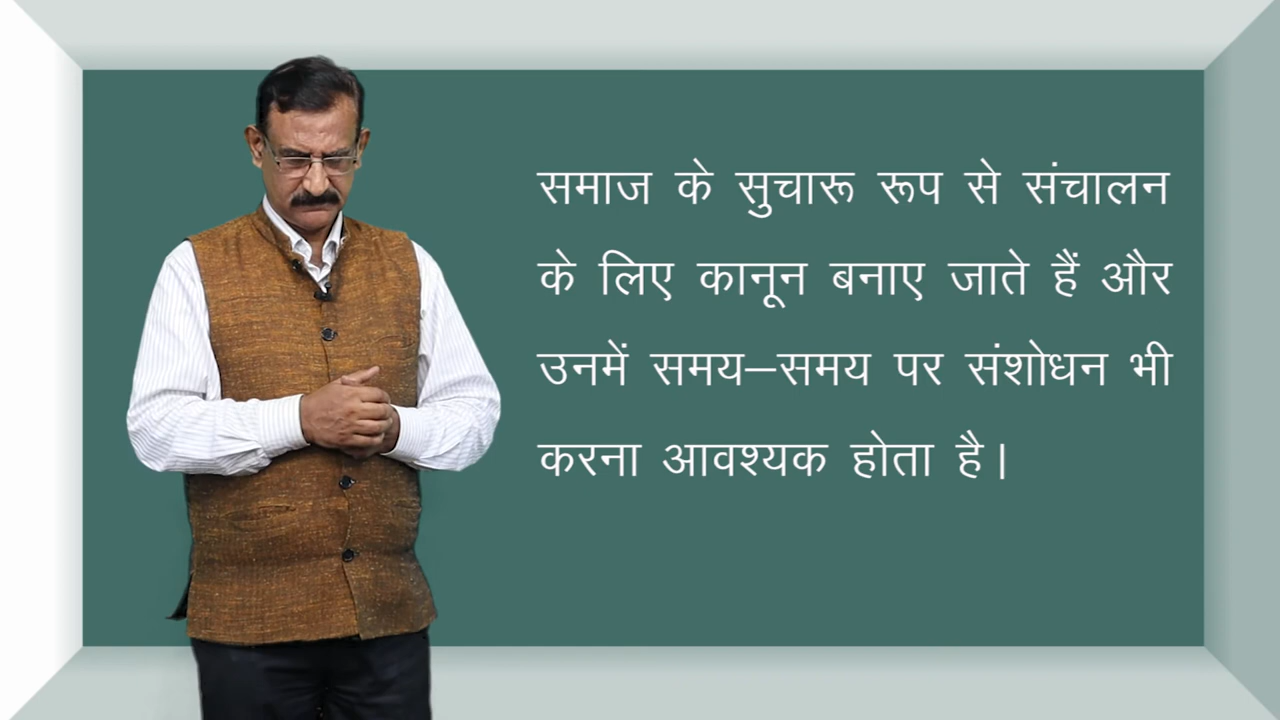 समाज के सुचारू रूप से संचालन
के लिए कानून बनाए जाते हैं और
उनमें समय–समय पर संशोधन भी
करना आवश्यक होता है।